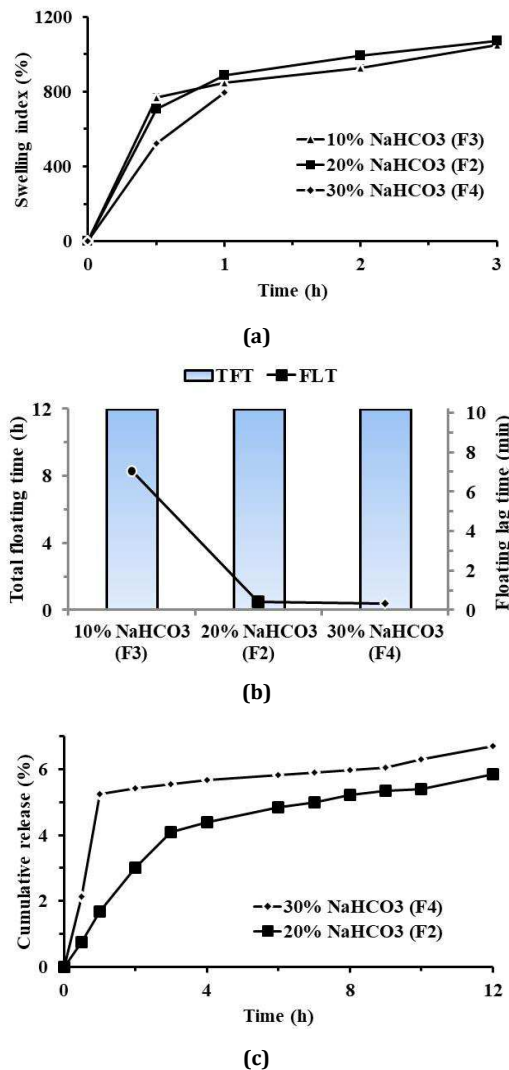 1200
800
400
0
Swelling index (%)
10% NaHCO3 (F3)
20% NaHCO3 (F2)
30% NaHCO3 (F4)
0 1 2 3
Time (h)
(a)
TFT FLT
12
8
4
0
Total floating time (h)
10
8
6
4
2
0
Floating lag time (min)
10% NaHCO3 20% NaHCO3 30% NaHCO3
(F3) (F2) (F4)
(b)
6
4
2
0
Cumulative release (%)
30% NaHCO3 (F4)
20% NaHCO3 (F2)
0 4 8 12
Time (h)
(c)